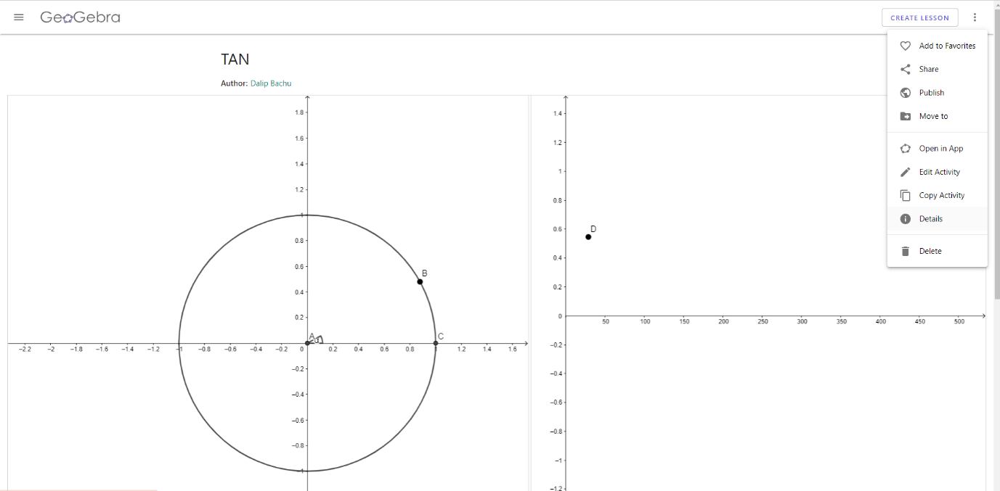 GeoGebra
CREATE LESSON
Add to Favorites
Share
Publish
Move to
Open in App
Edit Activity
Copy Activity
Details
Delete
TAN
Author: Dalip Bachu
1.8
1.6
1.4
1.2
1
0.8
0.6
0.4
0.2
−0.2
−0.4
−0.6
−0.8
−1
−2.2 −2 −1.8 −1.6 −1.4 −1.2 −1 −0.8 −0.6 −0.4 −0.2 0 0.2 0.4 0.6 0.8 1 1.2 1.4 1.6
A
B
C
1.4
1.2
1
0.8
0.6
0.4
0.2
0
−0.2
−0.4
−0.6
−0.8
−1
−1.2
50 100 150 200 250 300 350 400 450 500
D